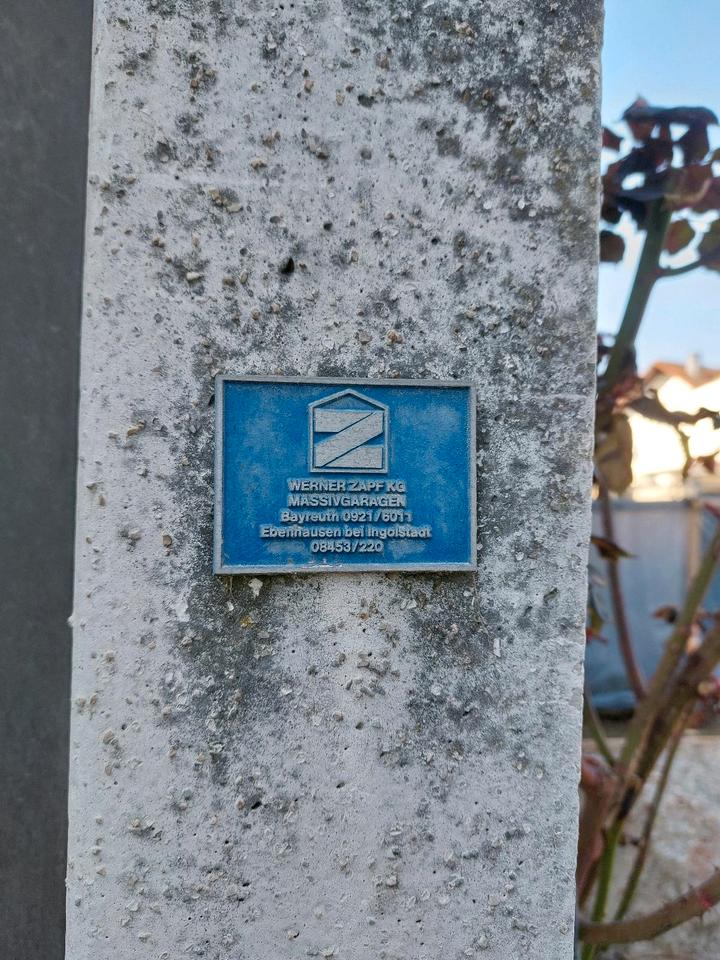 WERNER ZAPF KG
MASSIVGARAGEN
Bayreuth 0921/6011
Ebenhausen bei Ingolstadt
08453/220